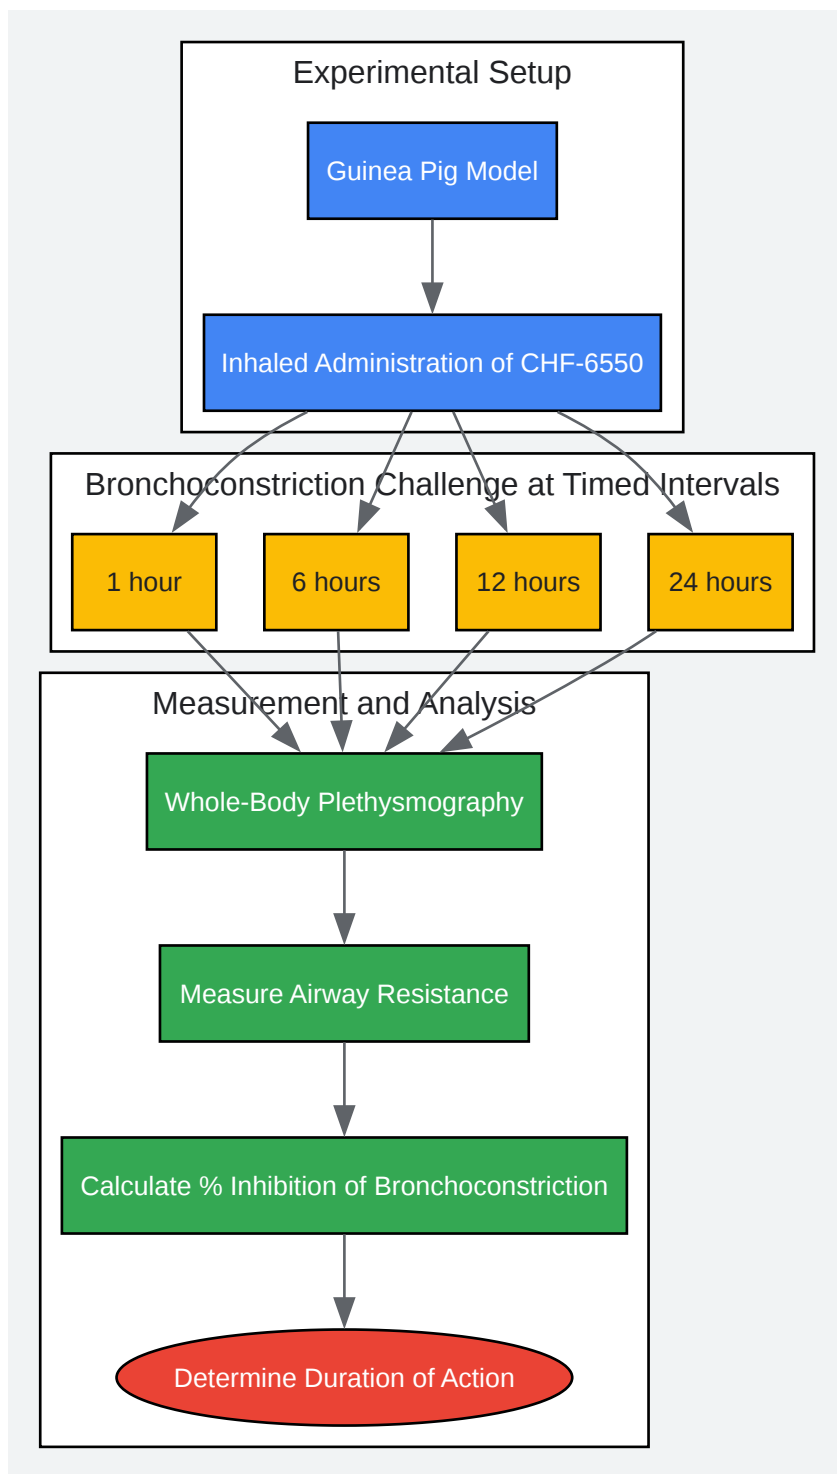 Experimental Setup
Guinea Pig Model
Inhaled Administration of CHF-6550
Bronchoconstriction Challenge at Timed Intervals
1 hour
6 hours
12 hours
24 hours
Measurement and Analysis
Whole-Body Plethysmography
Measure Airway Resistance
Calculate % Inhibition of Bronchoconstriction
Determine Duration of Action